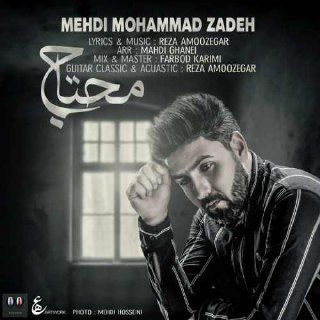 MEHDI MOHAMMAD ZADEH
LYRICS & MUSIC : REZA AMOOZEGAR
ARR : MAHDI GHANEI
MIX & MASTER : FARBOD KARIMI
GUITAR CLASSIC & ACUASTIC : REZA AMOOZEGAR
محتاج
ARTWORK
PHOTO : MEHDI HOSSEINI